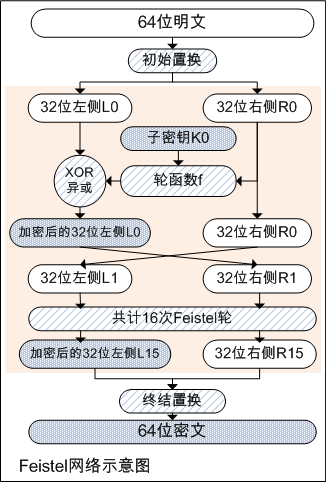 64位明文
初始置换
32位左侧L0
32位右侧R0
子密钥K0
XOR
异或
轮函数f
加密后的32位左侧L0
32位右侧R0
32位左侧L1
32位右侧R1
共计16次Feistel轮
加密后的32位左侧L15
32位右侧R15
终结置换
64位密文
Feistel网络示意图